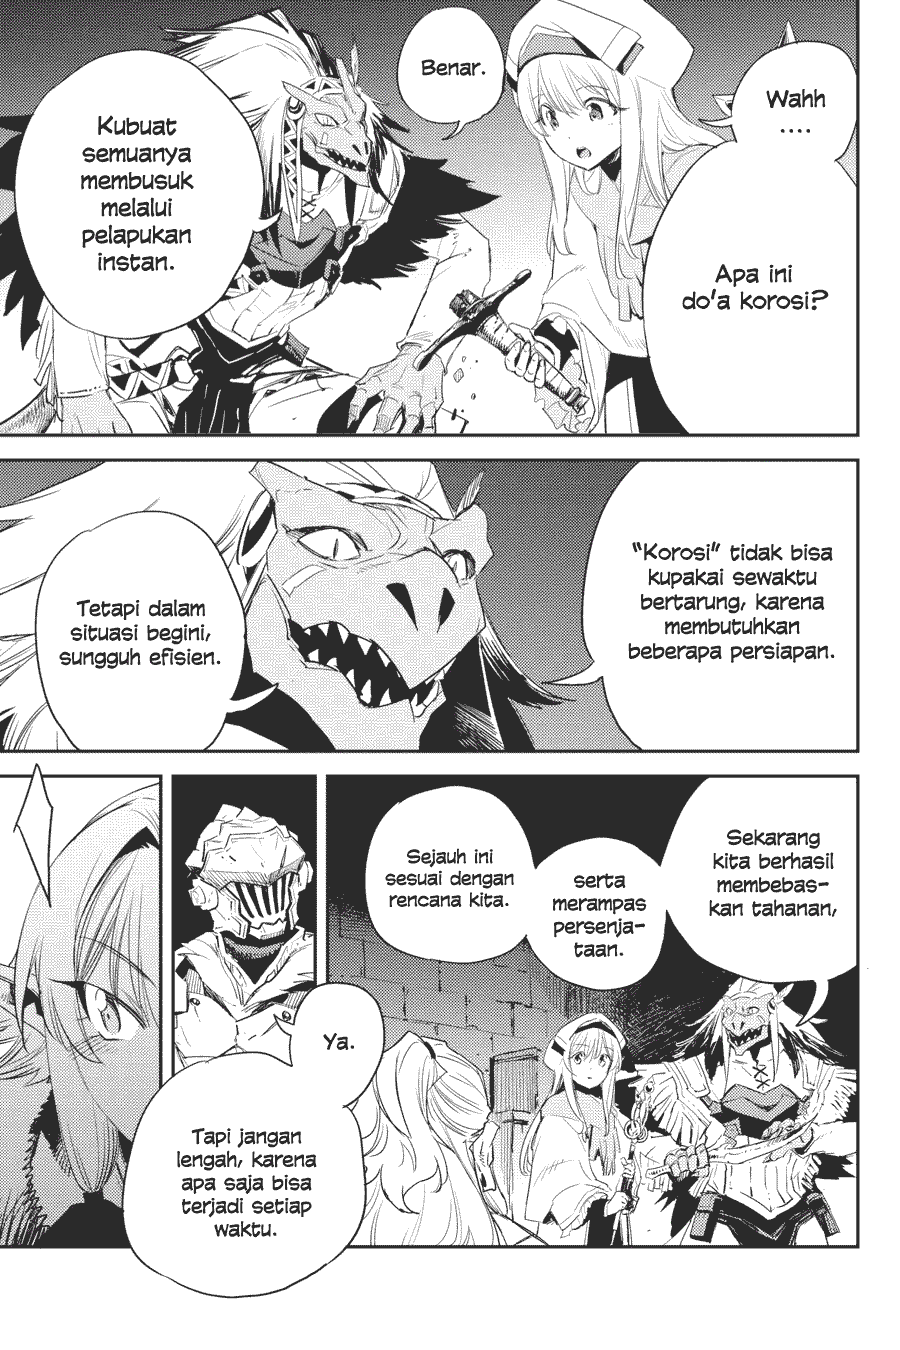 Wahh
....
Apa ini
do'a korosi?
Benar.
Kubuat
semuanya
membusuk
melalui
pelapukan
instan.
"Korosi" tidak bisa
kupakai sewaktu
bertarung, karena
membutuhkan
beberapa persiapan.
Tetapi dalam
situasi begini,
sungguh efisien.
Sekarang
kita berhasil
membebas-
kan tahanan,
serta
merampas
persenja-
taan.
Sejauh ini
sesuai dengan
rencana kita.
Ya.
Tapi jangan
lengah, karena
apa saja bisa
terjadi setiap
waktu.